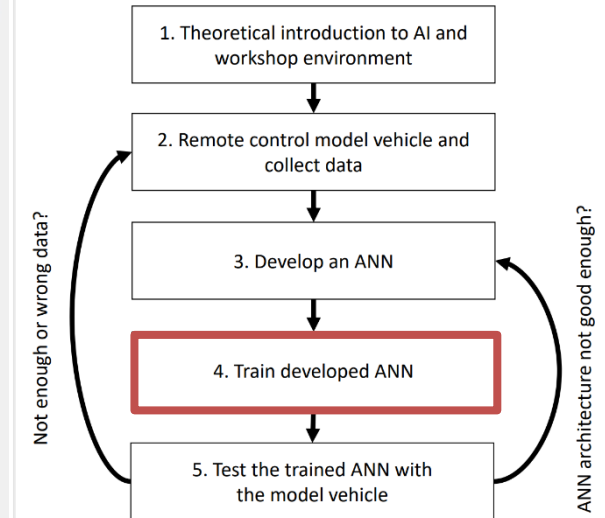 1. Theoretical introduction to AI and
workshop environment
2. Remote control model vehicle and
collect data
3. Develop an ANN
4. Train developed ANN
5. Test the trained ANN with
the model vehicle
Not enough or wrong data?
ANN architecture not good enough?